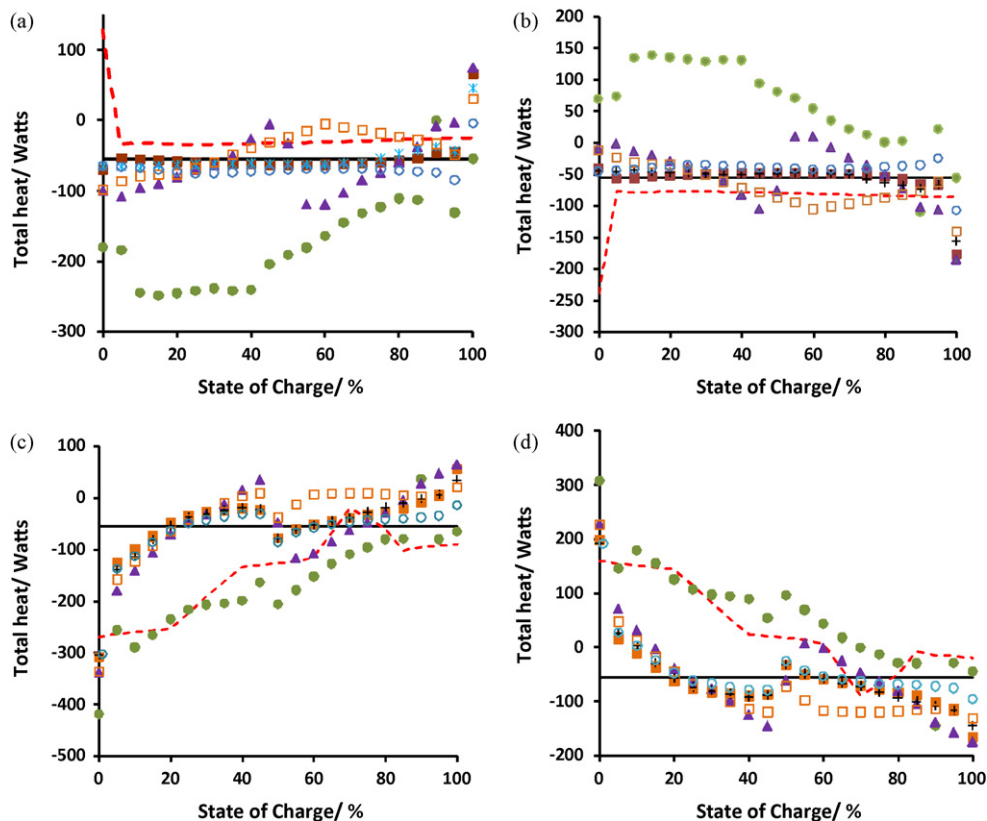 (a)
Total heat/ Watts
100
0
-100
-200
-300
0 20 40 60 80 100
State of Charge/ %
(b)
Total heat/ Watts
200
150
100
50
0
-50
-100
-150
-200
-250
-300
0 20 40 60 80 100
State of Charge/ %
(c)
Total heat/ Watts
100
0
-100
-200
-300
-400
-500
0 20 40 60 80 100
State of Charge/ %
(d)
Total heat/ Watts
400
300
200
100
0
-100
-200
0 20 40 60 80 100
State of Charge/ %